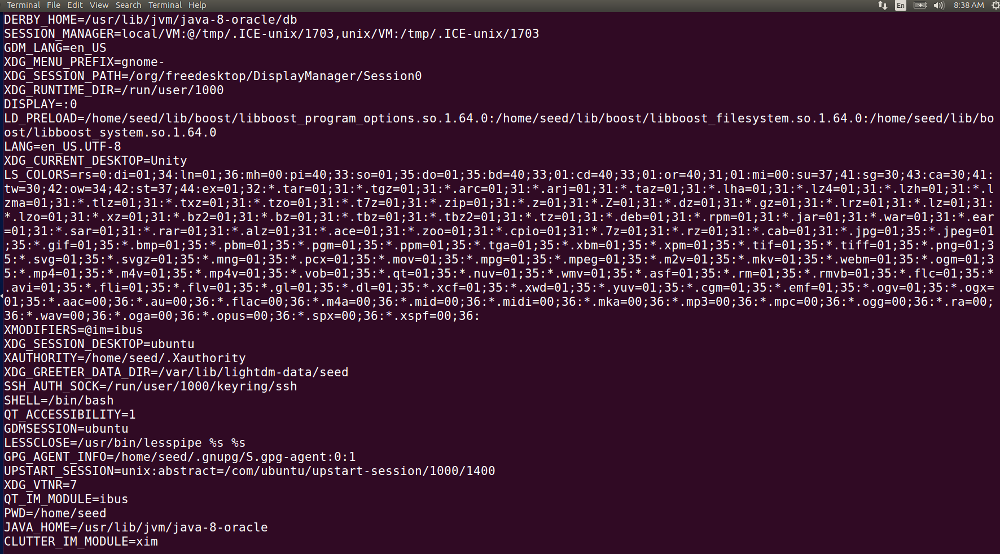 Terminal File Edit View Search Terminal Help En 8:38 AM
DERBY_HOME=/usr/lib/jvm/java-8-oracle/db
SESSION_MANAGER=local/VM:@/tmp/.ICE-unix/1703,unix/VM:/tmp/.ICE-unix/1703
GDM_LANG=en_US
XDG_MENU_PREFIX=gnome-
XDG_SESSION_PATH=/org/freedesktop/DisplayManager/Session0
XDG_RUNTIME_DIR=/run/user/1000
DISPLAY=:0
LD_PRELOAD=/home/seed/lib/boost/libboost_program_options.so.1.64.0:/home/seed/lib/boost/libboost_filesystem.so.1.64.0:/home/seed/lib/bo
ost/libboost_system.so.1.64.0
LANG=en_US.UTF-8
XDG_CURRENT_DESKTOP=Unity
LS_COLORS=rs=0:di=01;34:ln=01;36:mh=00:pi=40;33:so=01;35:do=01;35:bd=40;33;01:cd=40;33;01:or=40;31;01:mi=00:su=37;41:sg=30;43:ca=30;41:
tw=30;42:ow=34;42:st=37;44:ex=01;32:*.tar=01;31:*.tgz=01;31:*.arc=01;31:*.arj=01;31:*.taz=01;31:*.lha=01;31:*.lz4=01;31:*.lzh=01;31:*.l
zma=01;31:*.tlz=01;31:*.txz=01;31:*.tzo=01;31:*.t7z=01;31:*.zip=01;31:*.z=01;31:*.Z=01;31:*.dz=01;31:*.gz=01;31:*.lrz=01;31:*.lz=01;31:
*.lzo=01;31:*.xz=01;31:*.bz2=01;31:*.bz=01;31:*.tbz=01;31:*.tbz2=01;31:*.tz=01;31:*.deb=01;31:*.rpm=01;31:*.jar=01;31:*.war=01;31:*.ear
=01;31:*.sar=01;31:*.rar=01;31:*.alz=01;31:*.ace=01;31:*.zoo=01;31:*.cpio=01;31:*.7z=01;31:*.rz=01;31:*.cab=01;31:*.jpg=01;35:*.jpeg=01
;35:*.gif=01;35:*.bmp=01;35:*.pbm=01;35:*.pgm=01;35:*.ppm=01;35:*.tga=01;35:*.xbm=01;35:*.xpm=01;35:*.tif=01;35:*.tiff=01;35:*.png=01;3
5:*.svg=01;35:*.svgz=01;35:*.mng=01;35:*.pcx=01;35:*.mov=01;35:*.mpg=01;35:*.mpeg=01;35:*.m2v=01;35:*.mkv=01;35:*.webm=01;35:*.ogm=01;3
5:*.mp4=01;35:*.m4v=01;35:*.mp4v=01;35:*.vob=01;35:*.qt=01;35:*.nuv=01;35:*.wmv=01;35:*.asf=01;35:*.rm=01;35:*.rmvb=01;35:*.flc=01;35:*
.avi=01;35:*.fli=01;35:*.flv=01;35:*.gl=01;35:*.dl=01;35:*.xcf=01;35:*.xwd=01;35:*.yuv=01;35:*.cgm=01;35:*.emf=01;35:*.ogv=01;35:*.ogx=
01;35:*.aac=00;36:*.au=00;36:*.flac=00;36:*.m4a=00;36:*.mid=00;36:*.midi=00;36:*.mka=00;36:*.mp3=00;36:*.mpc=00;36:*.ogg=00;36:*.ra=00;
36:*.wav=00;36:*.oga=00;36:*.opus=00;36:*.spx=00;36:*.xspf=00;36:
XMODIFIERS=@im=ibus
XDG_SESSION_DESKTOP=ubuntu
XAUTHORITY=/home/seed/.Xauthority
XDG_GREETER_DATA_DIR=/var/lib/lightdm-data/seed
SSH_AUTH_SOCK=/run/user/1000/keyring/ssh
SHELL=/bin/bash
QT_ACCESSIBILITY=1
GDMSESSION=ubuntu
LESSCLOSE=/usr/bin/lesspipe %s %s
GPG_AGENT_INFO=/home/seed/.gnupg/S.gpg-agent:0:1
UPSTART_SESSION=unix:abstract=/com/ubuntu/upstart-session/1000/1400
XDG_VTNR=7
QT_IM_MODULE=ibus
PWD=/home/seed
JAVA_HOME=/usr/lib/jvm/java-8-oracle
CLUTTER_IM_MODULE=xim